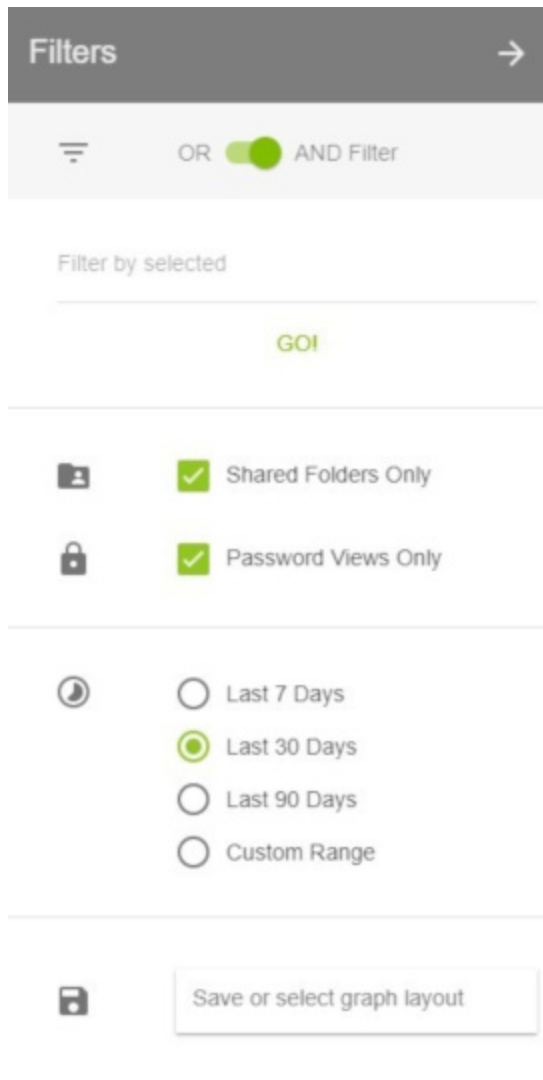 Filters
OR AND Filter
Filter by selected
GO!
Shared Folders Only
Password Views Only
Last 7 Days
Last 30 Days
Last 90 Days
Custom Range
Save or select graph layout